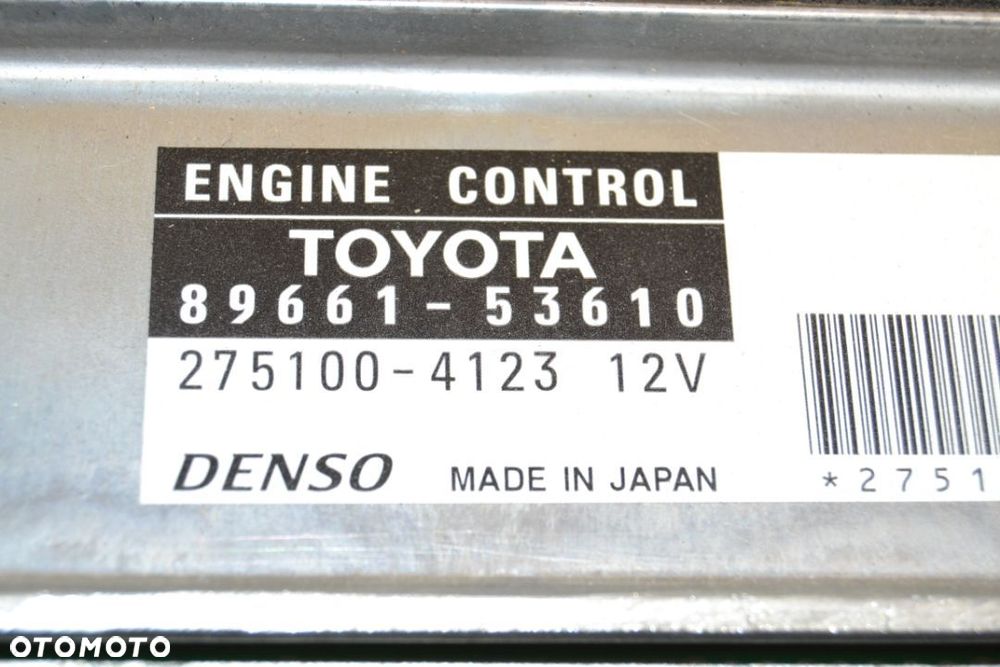 ENGINE CONTROL
TOYOTA
89661-53610
275100-4123 12V
DENSO MADE IN JAPAN
*2751
OTOMOTO